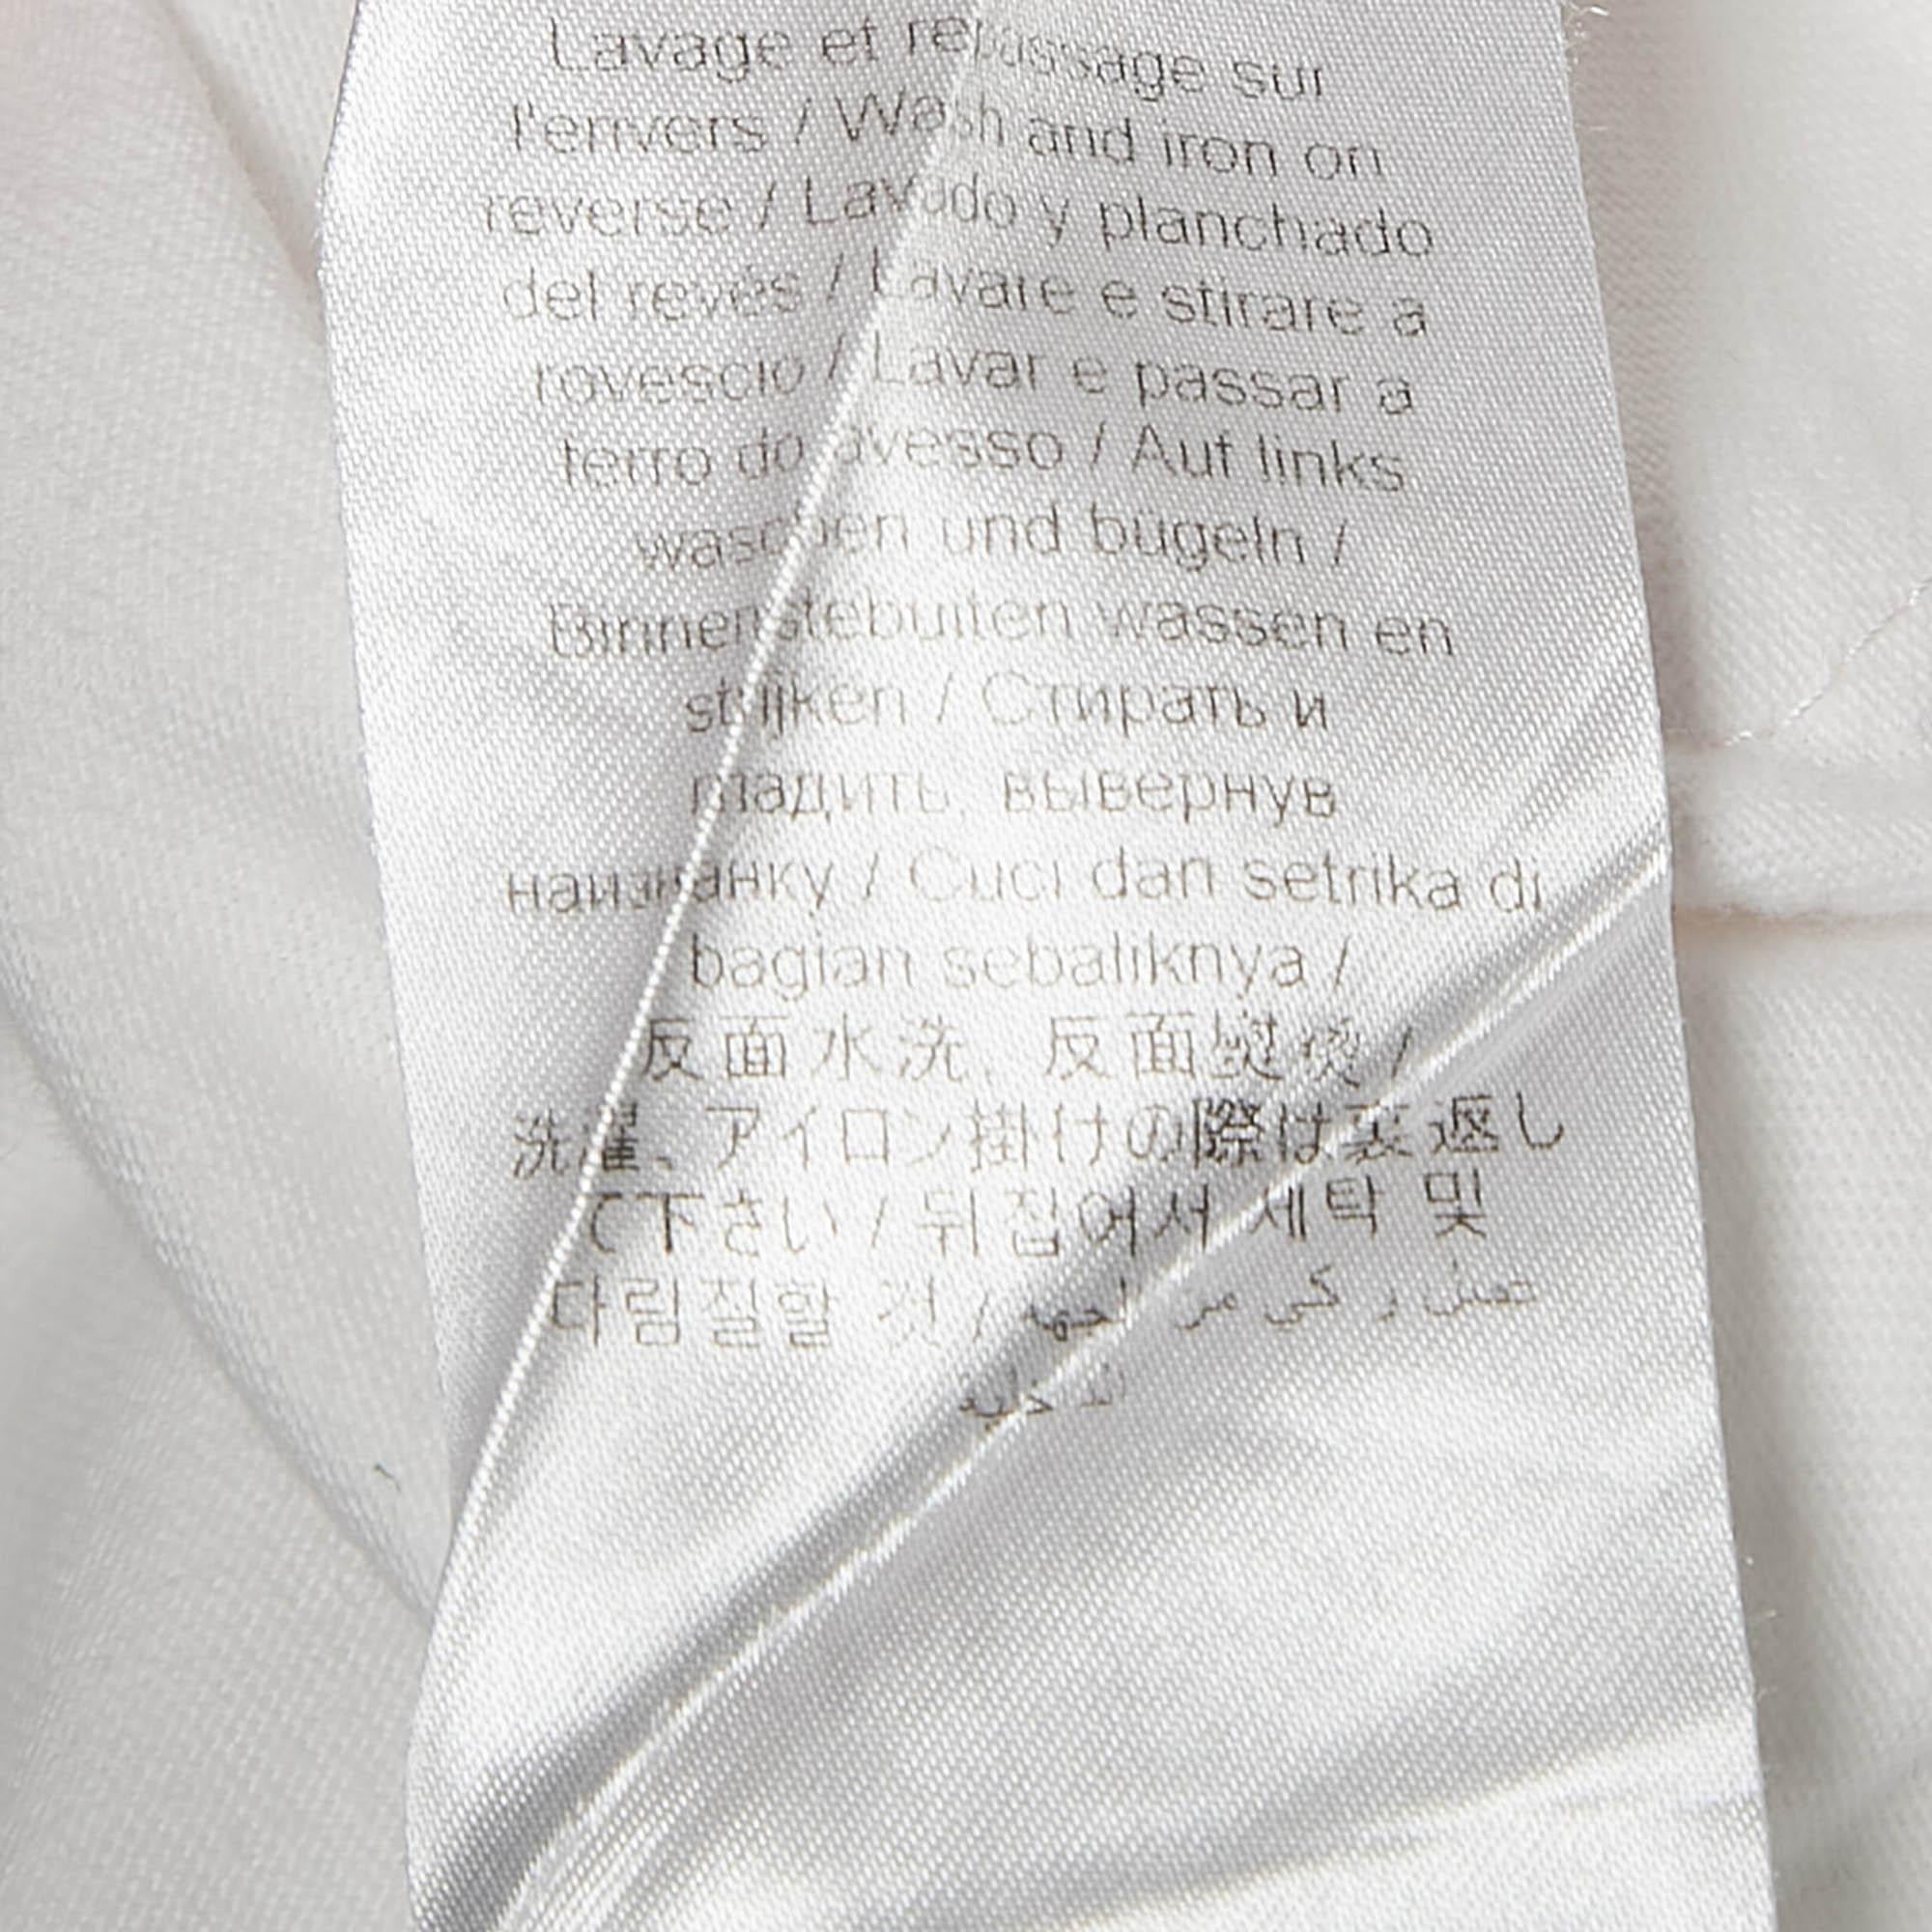 Lavage et repassage sur
l'envers / Wash and iron on
reverse / Lavado y planchado
del revés / Lavare e stirare a
rovescio / Lavar e passar a
ferro do avesso / Auf links
waschen und bügeln /
Binnenstebuiten wassen en
strijken / Стирать и
гладить, вывернув
наизнанку / Cuci dan setrika di
bagian sebaliknya /
反面水洗, 反面熨烫 /
洗濯、アイロン掛けの際は裏返し
て下さい / 뒤집어서 세탁 및
다림질할 것 /